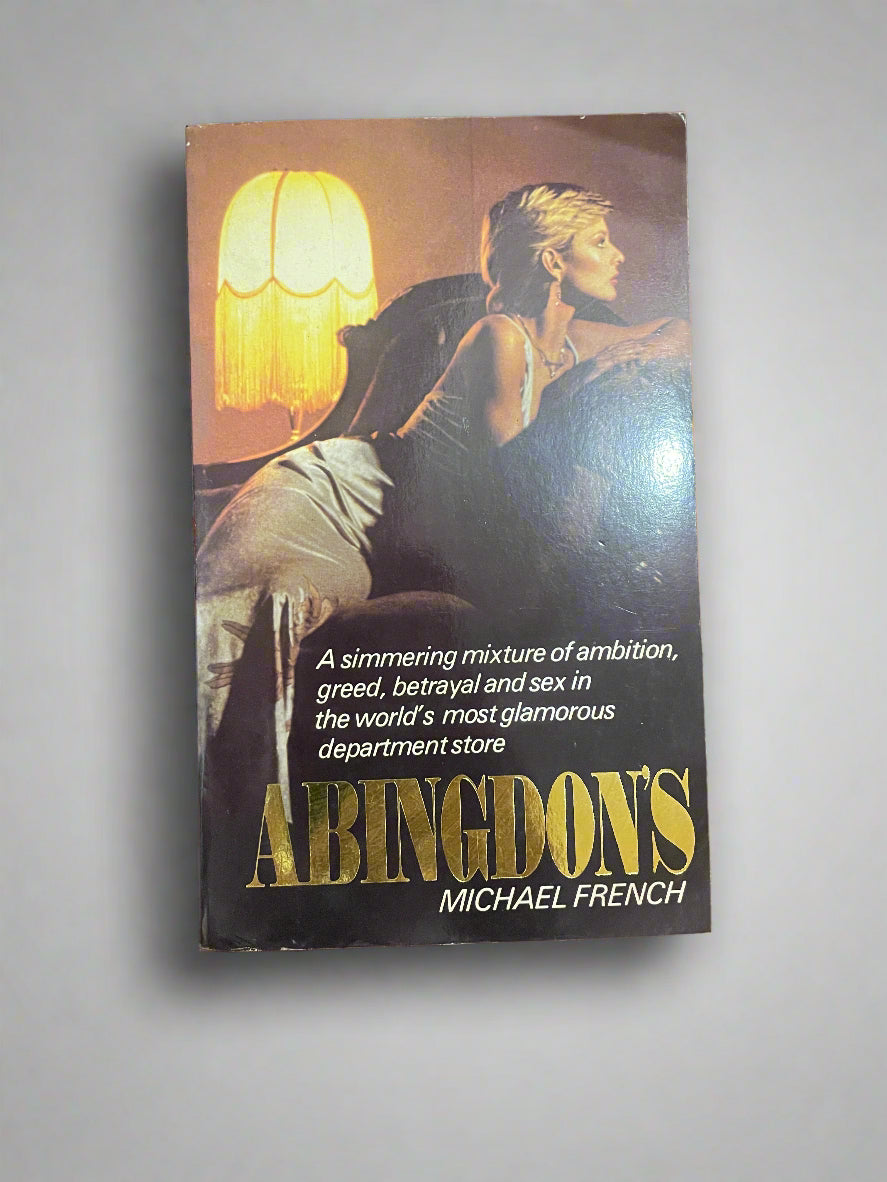 A simmering mixture of ambition,
greed, betrayal and sex in
the world's most glamorous
department store
ABINGDON'S
MICHAEL FRENCH